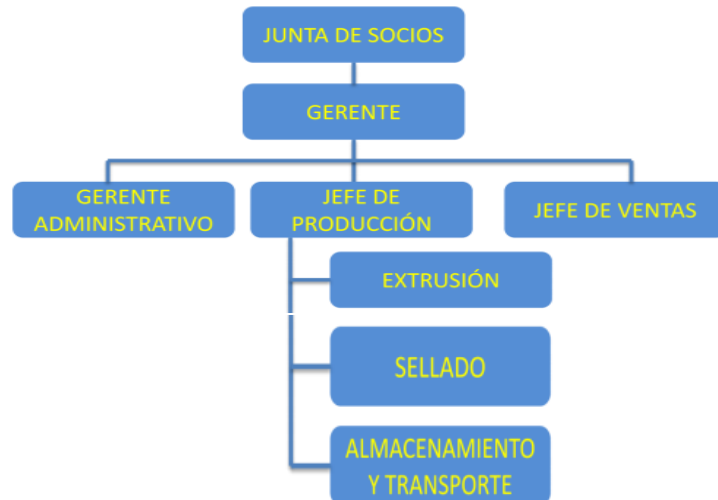 JUNTA DE SOCIOS
GERENTE
GERENTE
ADMINISTRATIVO
JEFE DE
PRODUCCIÓN
JEFE DE VENTAS
EXTRUSIÓN
SELLADO
ALMACENAMIENTO
Y TRANSPORTE